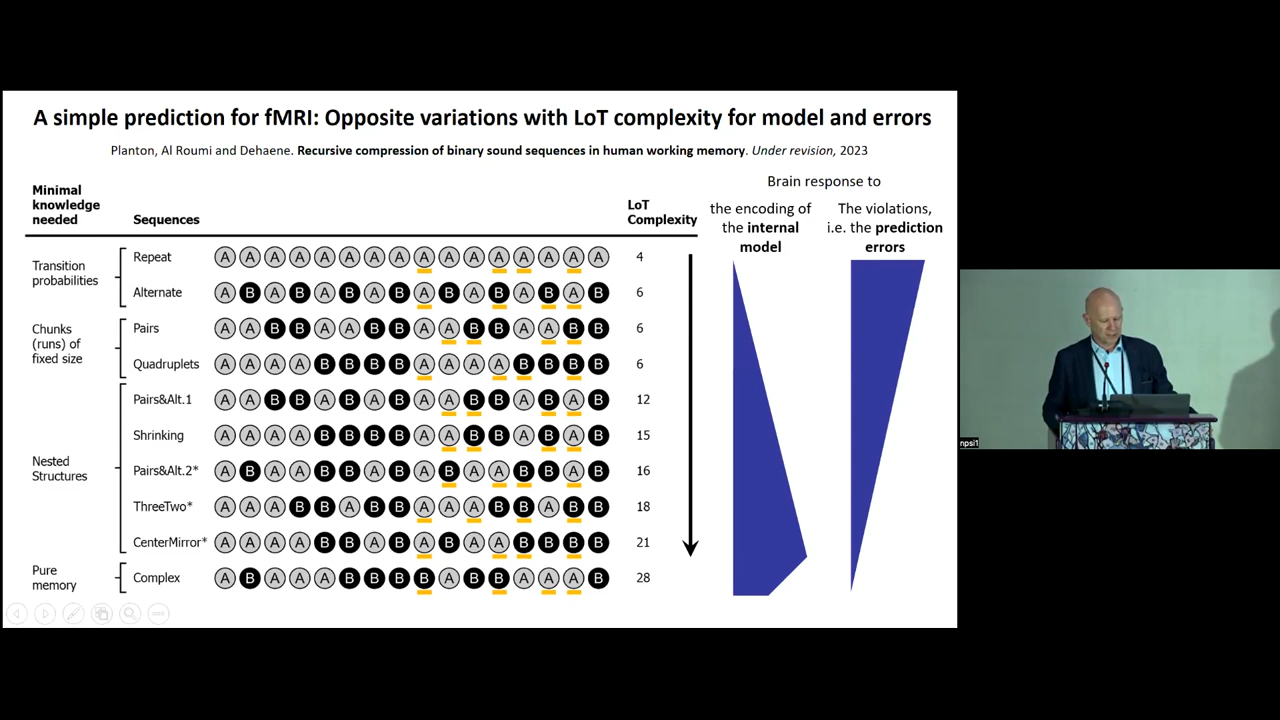 A simple prediction for fMRI: Opposite variations with LoT complexity for model and errors
Planton, Al Roumi and Dehaene. Recursive compression of binary sound sequences in human working memory. Under revision, 2023
Minimal
knowledge
needed
Sequences
LoT
Complexity
Brain response to
the encoding of
the internal
model
The violations,
i.e. the prediction
errors
Transition
probabilities
Repeat A A A A A A A A A A A A A A A A 4
Alternate A B A B A B A B A B A B A B A B 6
Chunks
(runs) of
fixed size
Pairs A A B B A A B B A A B B A A B B 6
Quadruplets A A A A B B B B A A A A B B B B 6
Nested
Structures
Pairs&Alt.1 A A B B A B A B A A B B A B A B 12
Shrinking A A A A B B B B A A B B A B A B 15
Pairs&Alt.2* A B A A B B A B A B A A B B A B 16
ThreeTwo* A A A B B A B B A A A B B A B B 18
CenterMirror* A A A A B B A B A B A A B B B B 21
Pure
memory
Complex A B A A A B B B B A B B A A A B 28
npsi1